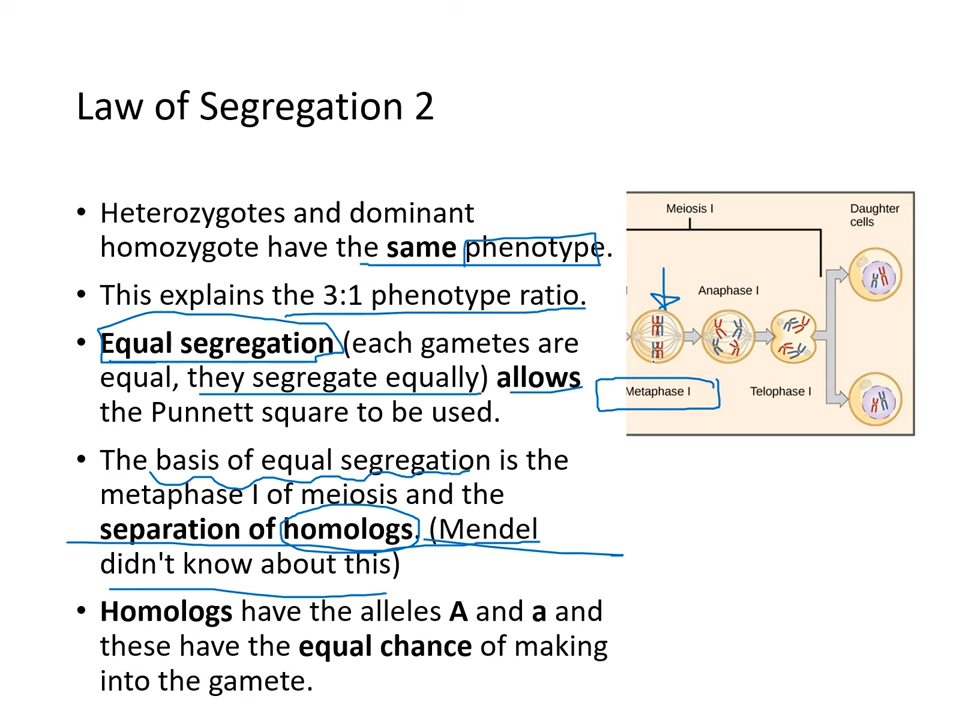 Law of Segregation 2
• Heterozygotes and dominant
homozygote have the same phenotype.
• This explains the 3:1 phenotype ratio.
• Equal segregation (each gametes are
equal, they segregate equally) allows
the Punnett square to be used.
• The basis of equal segregation is the
metaphase I of meiosis and the
separation of homologs. (Mendel
didn't know about this)
• Homologs have the alleles A and a and
these have the equal chance of making
into the gamete.
Meiosis I
Daughter
cells
Anaphase I
Metaphase I
Telophase I